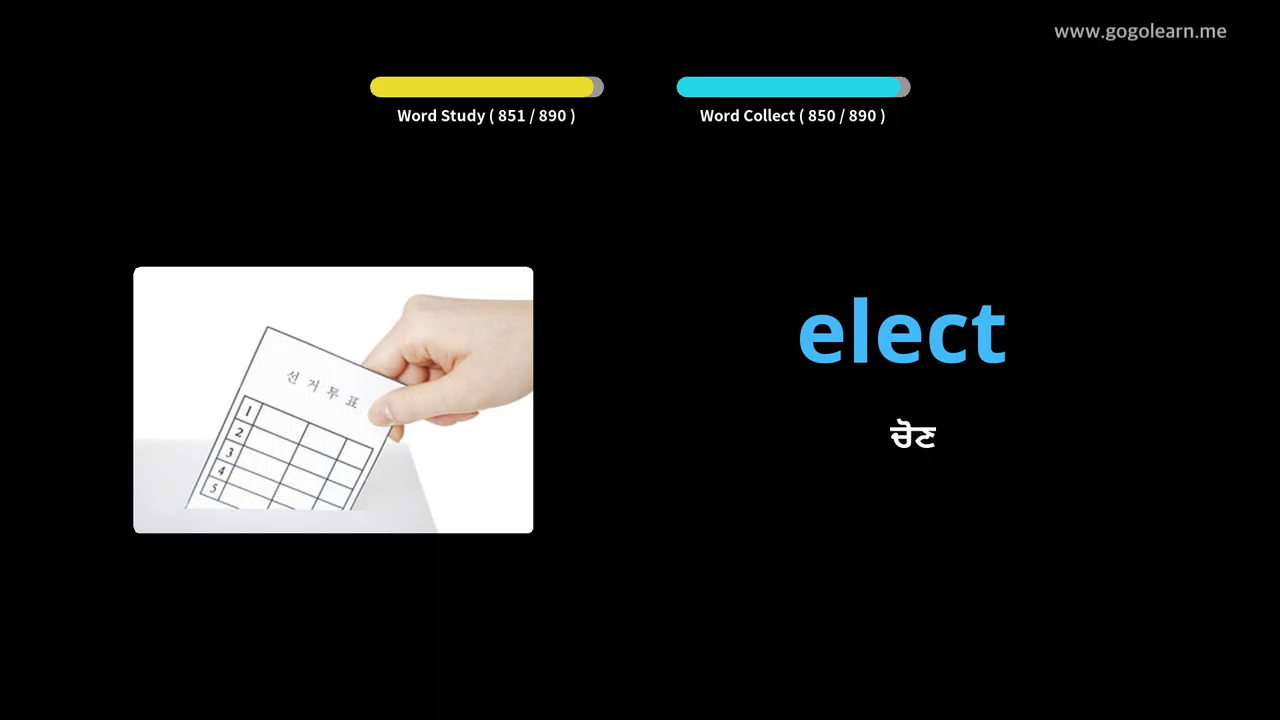 www.gogolearn.me
Word Study ( 851 / 890 )
Word Collect ( 850 / 890 )
선거투표
1
2
3
4
5
elect
ਚੋਣ